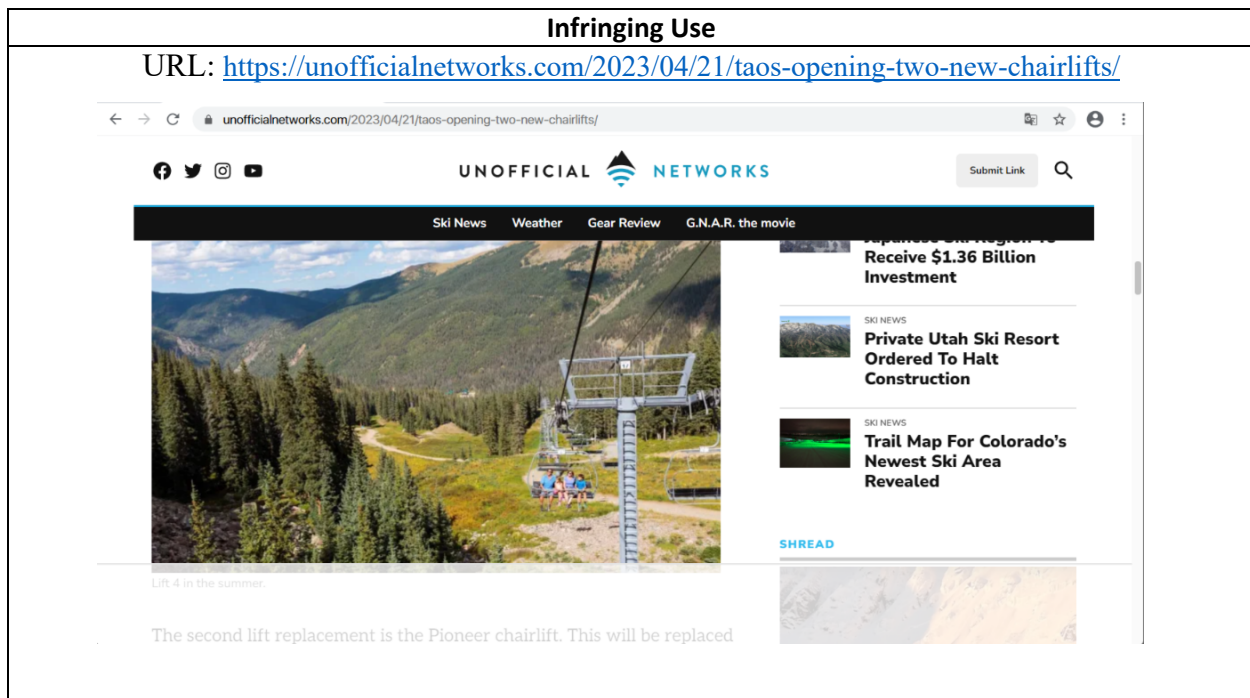 Infringing Use
URL: https://unofficialnetworks.com/2023/04/21/taos-opening-two-new-chairlifts/
unofficialnetworks.com/2023/04/21/taos-opening-two-new-chairlifts/
UNOFFICIAL NETWORKS
Submit Link
Ski News Weather Gear Review G.N.A.R. the movie
Japanese Ski Region To
Receive $1.36 Billion
Investment
SKI NEWS
Private Utah Ski Resort
Ordered To Halt
Construction
SKI NEWS
Trail Map For Colorado's
Newest Ski Area
Revealed
SHREAD
Lift 4 in the summer.
The second lift replacement is the Pioneer chairlift. This will be replaced